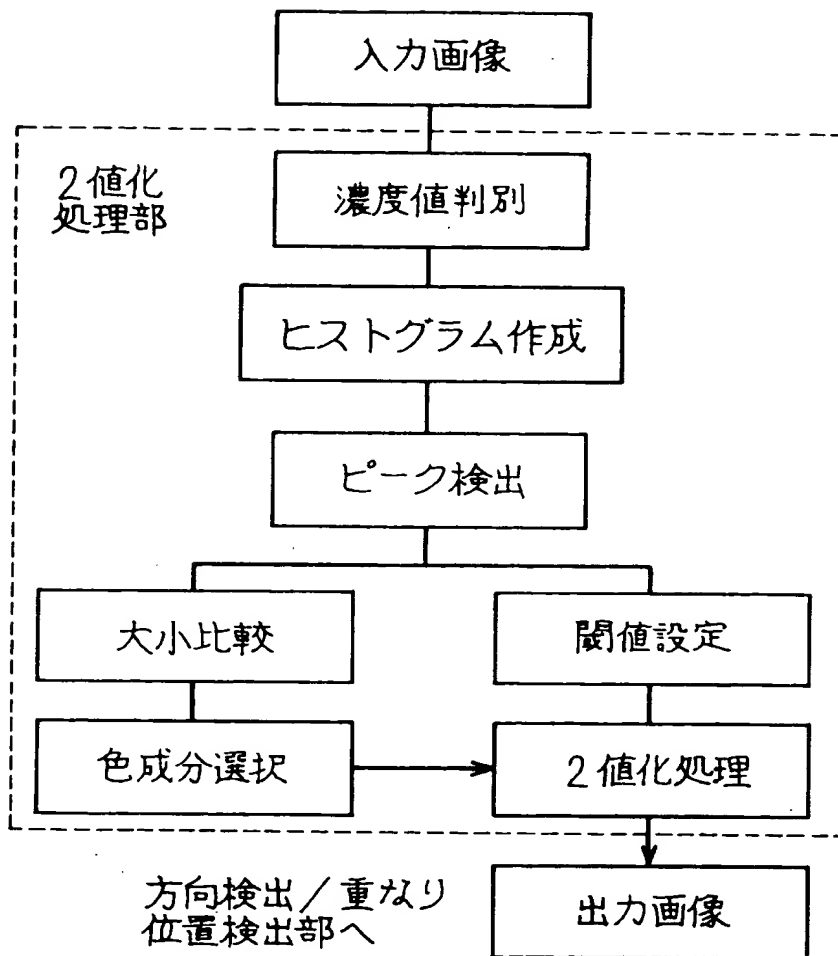 入力画像
2値化
処理部
濃度値判別
ヒストグラム作成
ピーク検出
大小比較
閾値設定
色成分選択
2値化処理
方向検出/重なり
位置検出部へ
出力画像